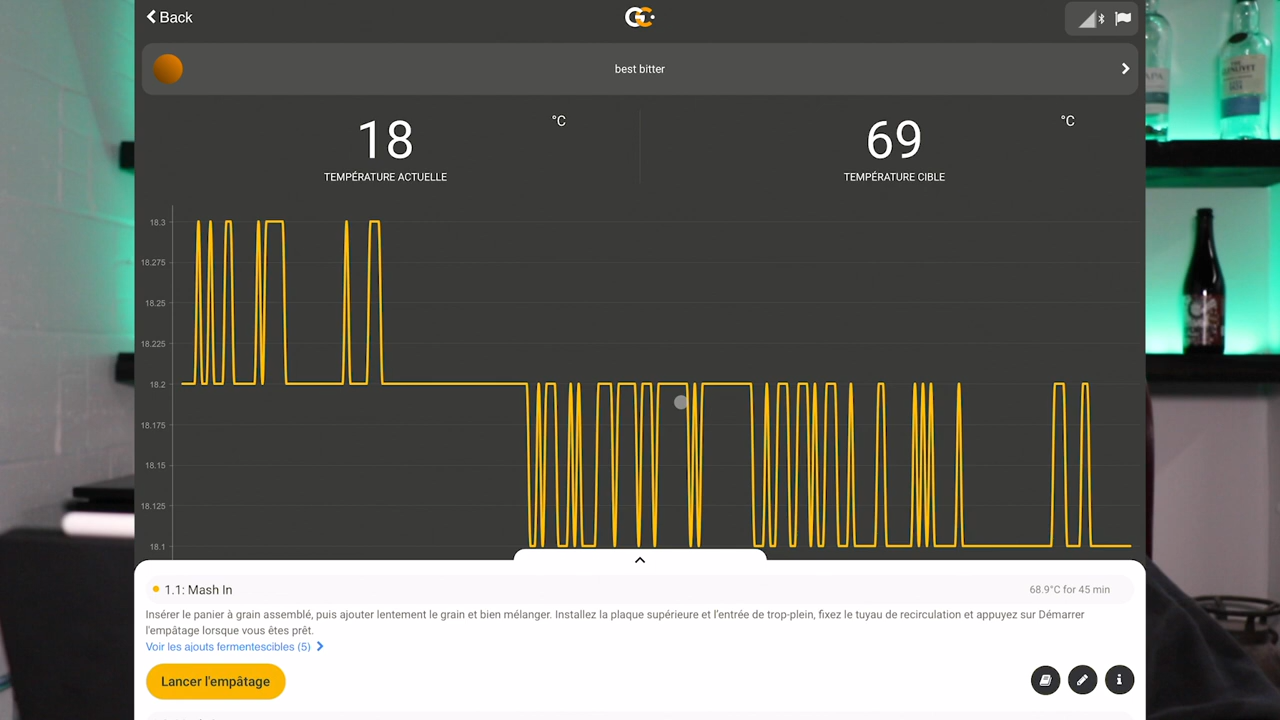 Back
GC
best bitter
18 °C
TEMPÉRATURE ACTUELLE
69 °C
TEMPÉRATURE CIBLE
18.3
18.275
18.25
18.225
18.2
18.175
18.15
18.125
18.1
1.1: Mash In
68.9°C for 45 min
Insérer le panier à grain assemblé, puis ajouter lentement le grain et bien mélanger. Installez la plaque supérieure et l'entrée de trop-plein, fixez le tuyau de recirculation et appuyez sur Démarrer
l'empâtage lorsque vous êtes prêt.
Voir les ajouts fermentescibles (5)
Lancer l'empâtage
THE
GLENLIVET